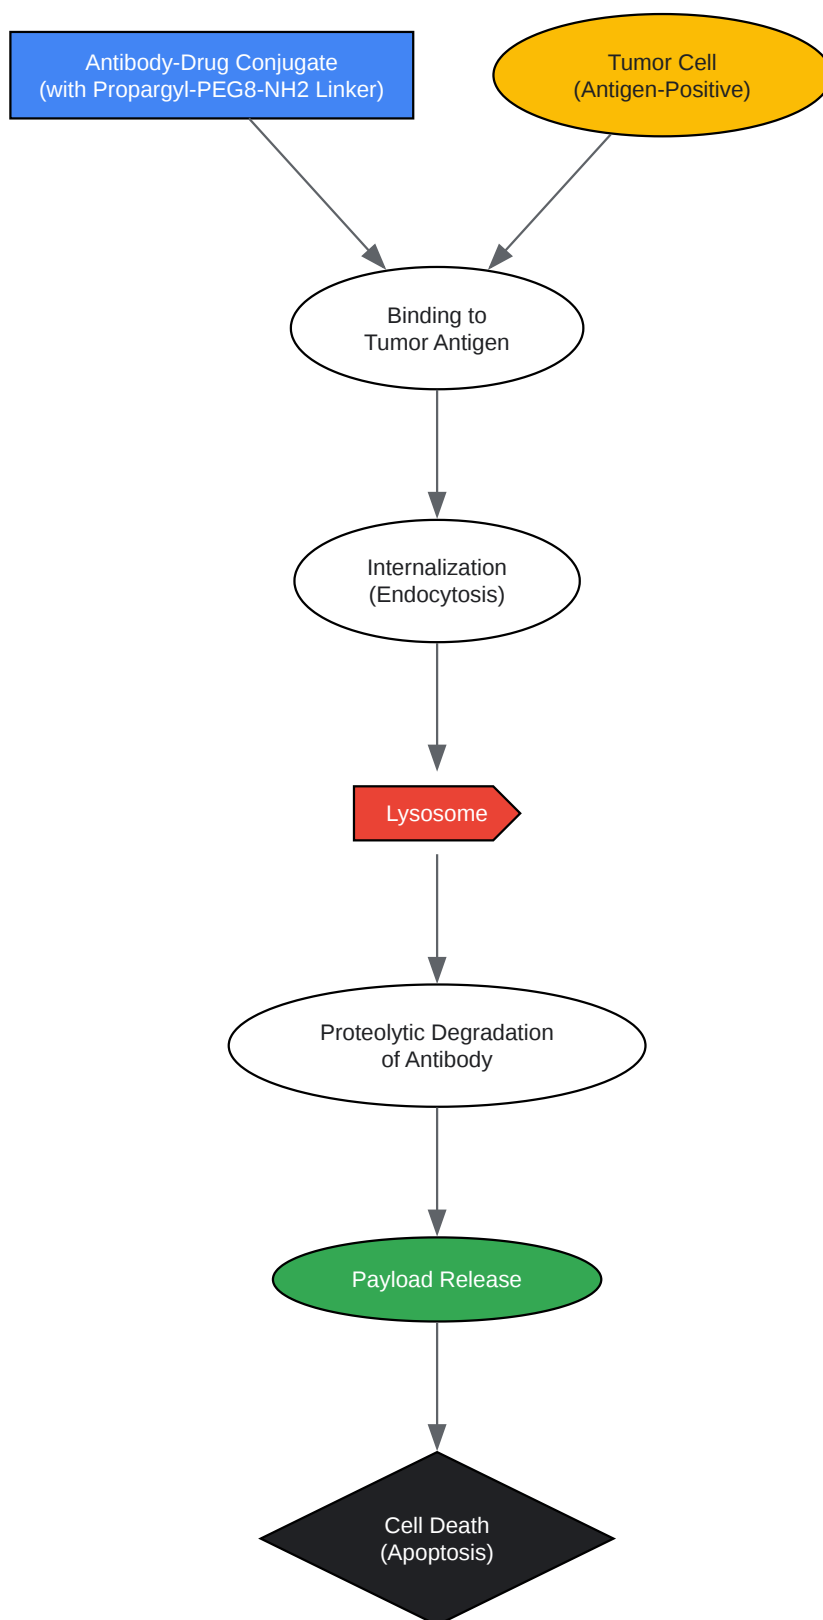 Antibody-Drug Conjugate
(with Propargyl-PEG8-NH2 Linker)
Tumor Cell
(Antigen-Positive)
Binding to
Tumor Antigen
Internalization
(Endocytosis)
Lysosome
Proteolytic Degradation
of Antibody
Payload Release
Cell Death
(Apoptosis)